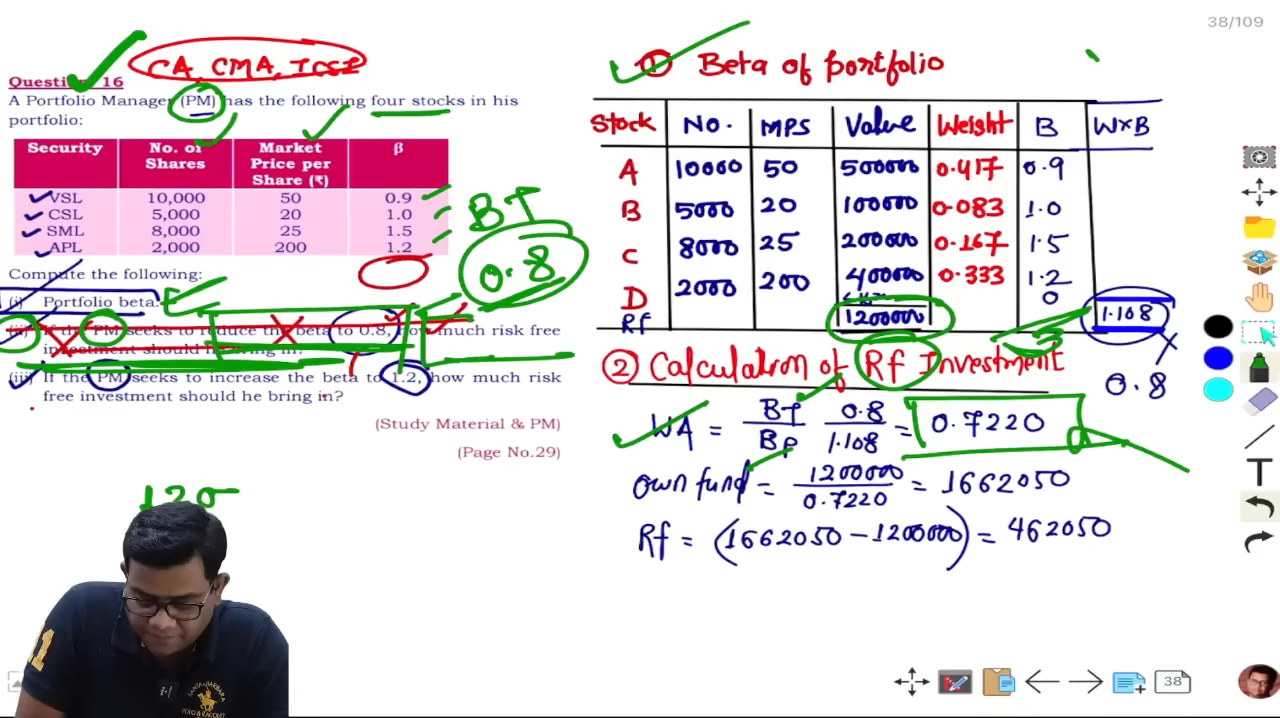 38/109
CA, CMA, ICSI
Question 16
A Portfolio Manager (PM) has the following four stocks in his
portfolio:
Security No. of Shares Market Price per Share (₹) β
VSL 10,000 50 0.9
CSL 5,000 20 1.0
SML 8,000 25 1.5
APL 2,000 200 1.2
Compute the following:
(i) Portfolio beta.
(ii) If the PM seeks to reduce the beta to 0.8, how much risk free
investment should he bring in?
(iii) If the PM seeks to increase the beta to 1.2, how much risk
free investment should he bring in?
(Study Material & PM)
(Page No.29)
BT
0.8
120
① Beta of portfolio
Stock No. MPS Value Weight B W×B
A 10000 50 500000 0.417 0.9
B 5000 20 100000 0.083 1.0
C 8000 25 200000 0.167 1.5
D 2000 200 400000 0.333 1.2
Rf 0
1200000 1.108
0.8
② Calculation of Rf Investment
WA = BT/BP 0.8/1.108 = 0.7220
own fund = 1200000/0.7220 = 1662050
Rf = (1662050 - 1200000) = 462050
38